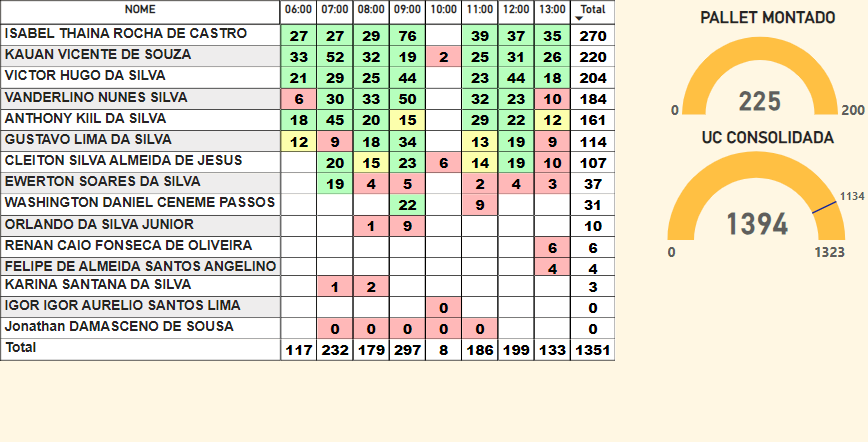 NOME 06:00 07:00 08:00 09:00 10:00 11:00 12:00 13:00 Total
ISABEL THAINA ROCHA DE CASTRO 27 27 29 76 39 37 35 270
KAUAN VICENTE DE SOUZA 33 52 32 19 2 25 31 26 220
VICTOR HUGO DA SILVA 21 29 25 44 23 44 18 204
VANDERLINO NUNES SILVA 6 30 33 50 32 23 10 184
ANTHONY KIIL DA SILVA 18 45 20 15 29 22 12 161
GUSTAVO LIMA DA SILVA 12 9 18 34 13 19 9 114
CLEITON SILVA ALMEIDA DE JESUS 20 15 23 6 14 19 10 107
EWERTON SOARES DA SILVA 19 4 5 2 4 3 37
WASHINGTON DANIEL CENEME PASSOS 22 9 31
ORLANDO DA SILVA JUNIOR 1 9 10
RENAN CAIO FONSECA DE OLIVEIRA 6 6
FELIPE DE ALMEIDA SANTOS ANGELINO 4 4
KARINA SANTANA DA SILVA 1 2 3
IGOR IGOR AURELIO SANTOS LIMA 0 0
Jonathan DAMASCENO DE SOUSA 0 0 0 0 0 0
Total 117 232 179 297 8 186 199 133 1351
PALLET MONTADO
225
0 200
UC CONSOLIDADA
1134
1394
0 1323